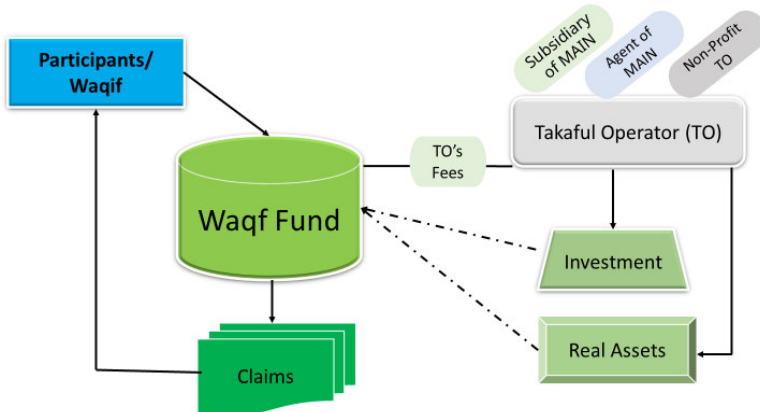 Participants/
Waqif
Subsidiary
of MAIN
Agent of
MAIN
Non-Profit
TO
Takaful Operator (TO)
TO's
Fees
Waqf Fund
Investment
Real Assets
Claims